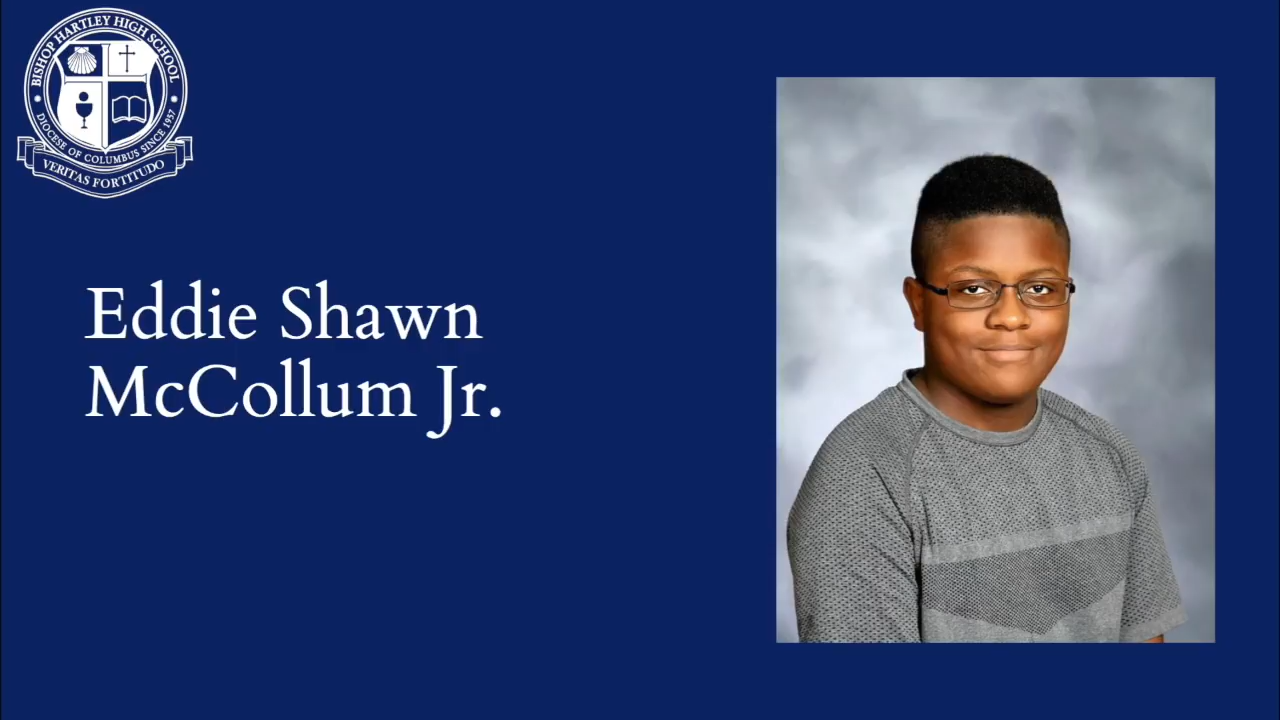 BISHOP HARTLEY HIGH SCHOOL
DIOCESE OF COLUMBUS SINCE 1957
VERITAS FORTITUDO
Eddie Shawn
McCollum Jr.